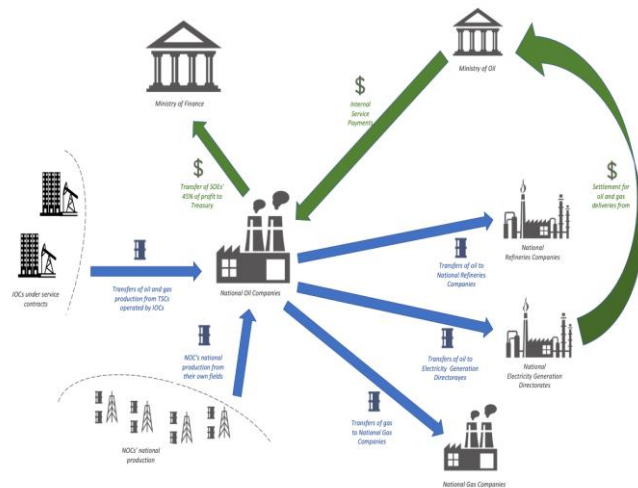 Ministry of Finance
Ministry of Oil
$
Internal
Service
Payments
$
Transfer of SOEs'
45% of profit to
Treasury
$
Settlement for
oil and gas
deliveries from
IOCs under service
contracts
Transfers of oil and gas
production from TSCs
operated by IOCs
National Oil Companies
Transfers of oil to
National Refineries
Companies
National
Refineries Companies
NOC's national
production from
their own fields
Transfers of oil to
Electricity Generation
Directorayes
National
Electricity Generation
Directorates
Transfers of gas
to National Gas
Companies
NOCs' national
production
National Gas Companies